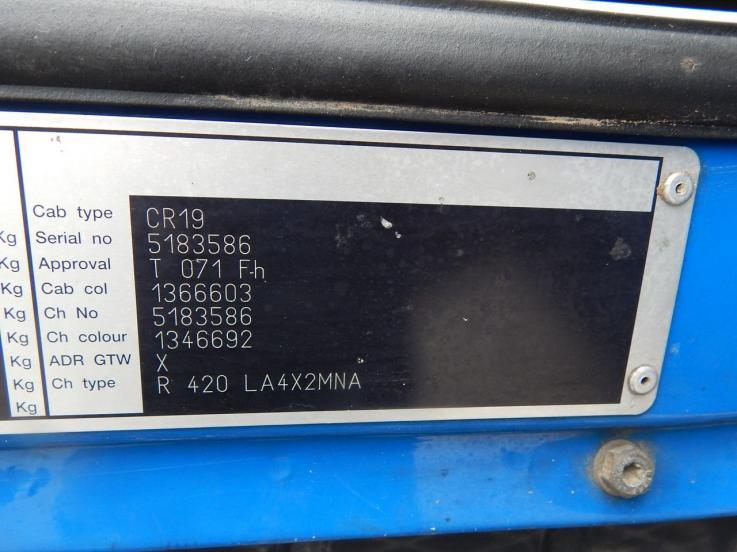 Cab type CR19
Kg Serial no 5183586
Kg Approval T 071 F-h
Kg Cab col 1366603
Kg Ch No 5183586
Kg Ch colour 1346692
Kg ADR GTW X
Kg Ch type R 420 LA4X2MNA
Kg